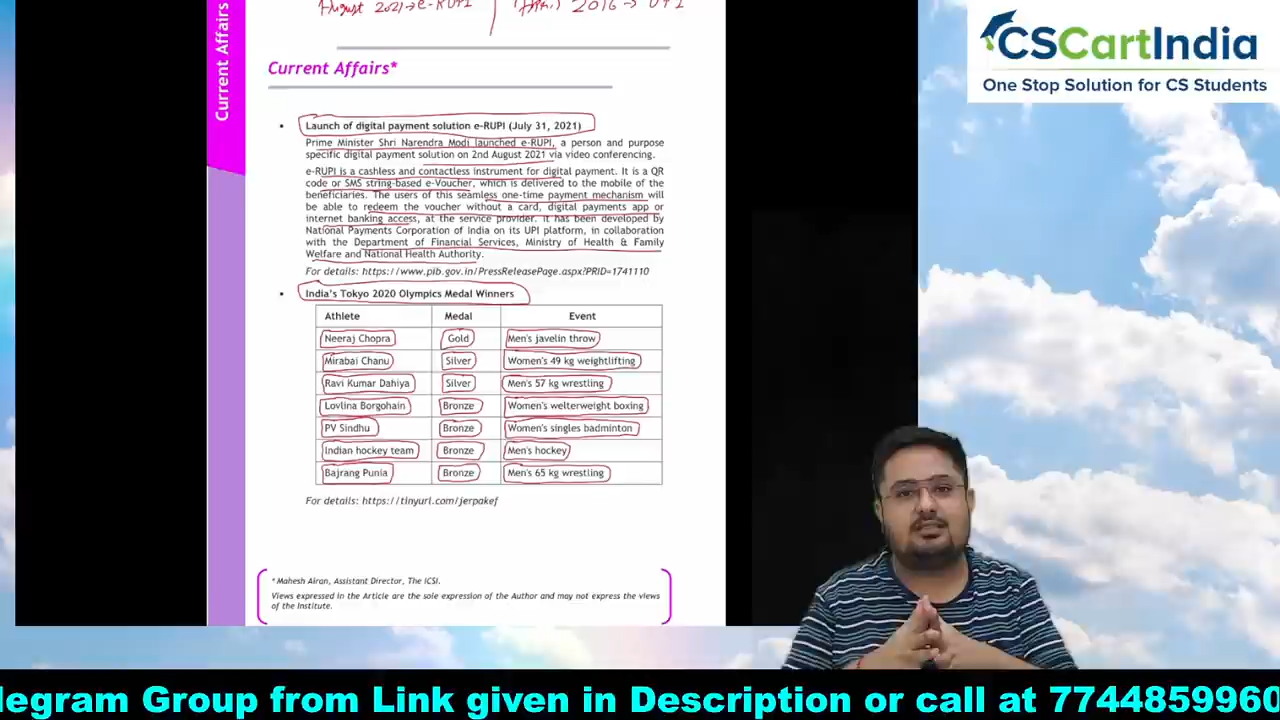 August 2021→e-RUPI
April 2016→UPI
CSCartIndia
One Stop Solution for CS Students
Current Affairs
Current Affairs*
• Launch of digital payment solution e-RUPI (July 31, 2021)
Prime Minister Shri Narendra Modi launched e-RUPI, a person and purpose
specific digital payment solution on 2nd August 2021 via video conferencing.
e-RUPI is a cashless and contactless instrument for digital payment. It is a QR
code or SMS string-based e-Voucher, which is delivered to the mobile of the
beneficiaries. The users of this seamless one-time payment mechanism will
be able to redeem the voucher without a card, digital payments app or
internet banking access, at the service provider. It has been developed by
National Payments Corporation of India on its UPI platform, in collaboration
with the Department of Financial Services, Ministry of Health & Family
Welfare and National Health Authority.
For details: https://www.pib.gov.in/PressReleasePage.aspx?PRID=1741110
• India's Tokyo 2020 Olympics Medal Winners
Athlete Medal Event
Neeraj Chopra Gold Men's javelin throw
Mirabai Chanu Silver Women's 49 kg weightlifting
Ravi Kumar Dahiya Silver Men's 57 kg wrestling
Lovlina Borgohain Bronze Women's welterweight boxing
PV Sindhu Bronze Women's singles badminton
Indian hockey team Bronze Men's hockey
Bajrang Punia Bronze Men's 65 kg wrestling
For details: https://tinyurl.com/jerpakef
* Mahesh Airan, Assistant Director, The ICSI.
Views expressed in the Article are the sole expression of the Author and may not express the views
of the Institute.
legram Group from Link given in Description or call at 7744859960